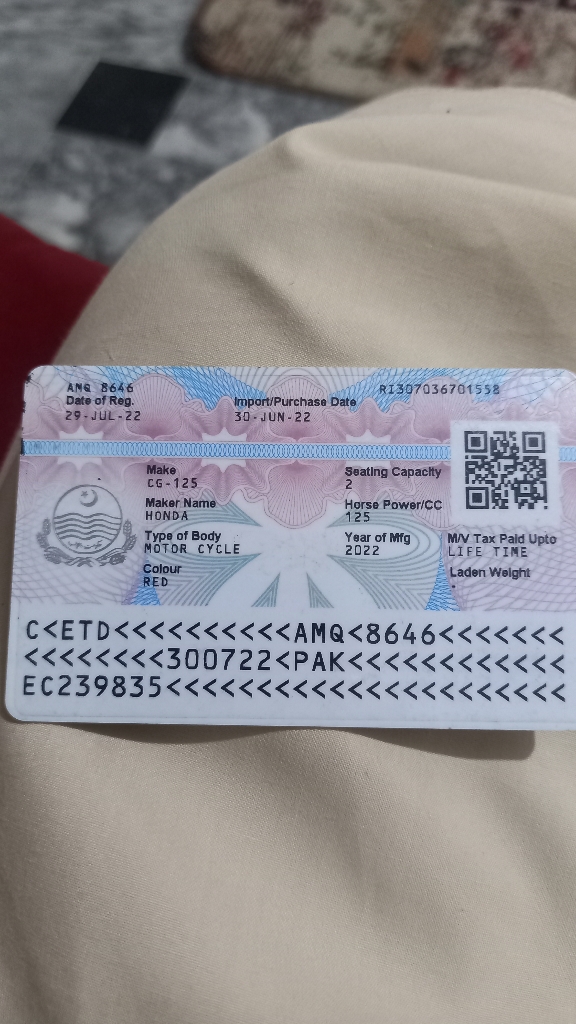 AMQ 8646 R1307036701558
Date of Reg. Import/Purchase Date
29-JUL-22 30-JUN-22
Make Seating Capacity
CG-125 2
Maker Name Horse Power/CC
HONDA 125
Type of Body Year of Mfg M/V Tax Paid Upto
MOTOR CYCLE 2022 LIFE TIME
Colour Laden Weight
RED -
C<ETD<<<<<<<<<<AMQ<8646<<<<<<<
<<<<<<<<300722<PAK<<<<<<<<<<<<
EC239835<<<<<<<<<<<<<<<<<<<<<<